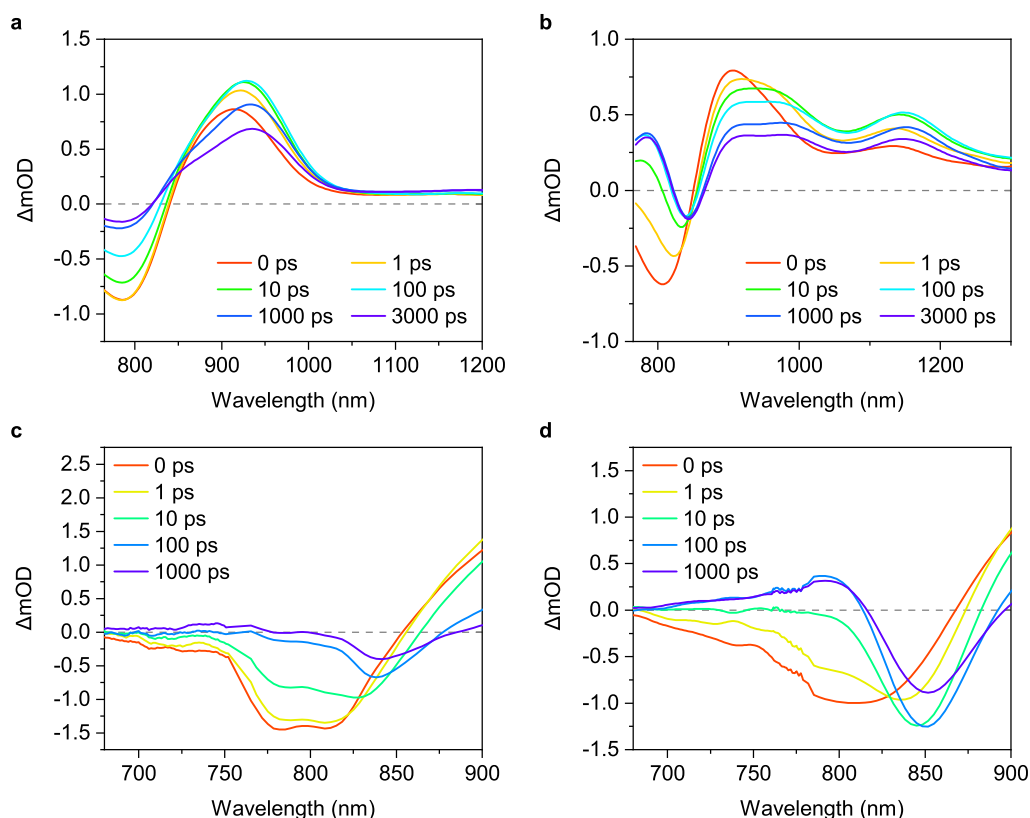 a
1.5
1.0
0.5
0.0
-0.5
-1.0
ΔmOD
0 ps 1 ps
10 ps 100 ps
1000 ps 3000 ps
800 900 1000 1100 1200
Wavelength (nm)
b
1.0
0.5
0.0
-0.5
-1.0
ΔmOD
0 ps 1 ps
10 ps 100 ps
1000 ps 3000 ps
800 1000 1200
Wavelength (nm)
c
2.5
2.0
1.5
1.0
0.5
0.0
-0.5
-1.0
-1.5
ΔmOD
0 ps
1 ps
10 ps
100 ps
1000 ps
700 750 800 850 900
Wavelength (nm)
d
1.5
1.0
0.5
0.0
-0.5
-1.0
-1.5
ΔmOD
0 ps
1 ps
10 ps
100 ps
1000 ps
700 750 800 850 900
Wavelength (nm)